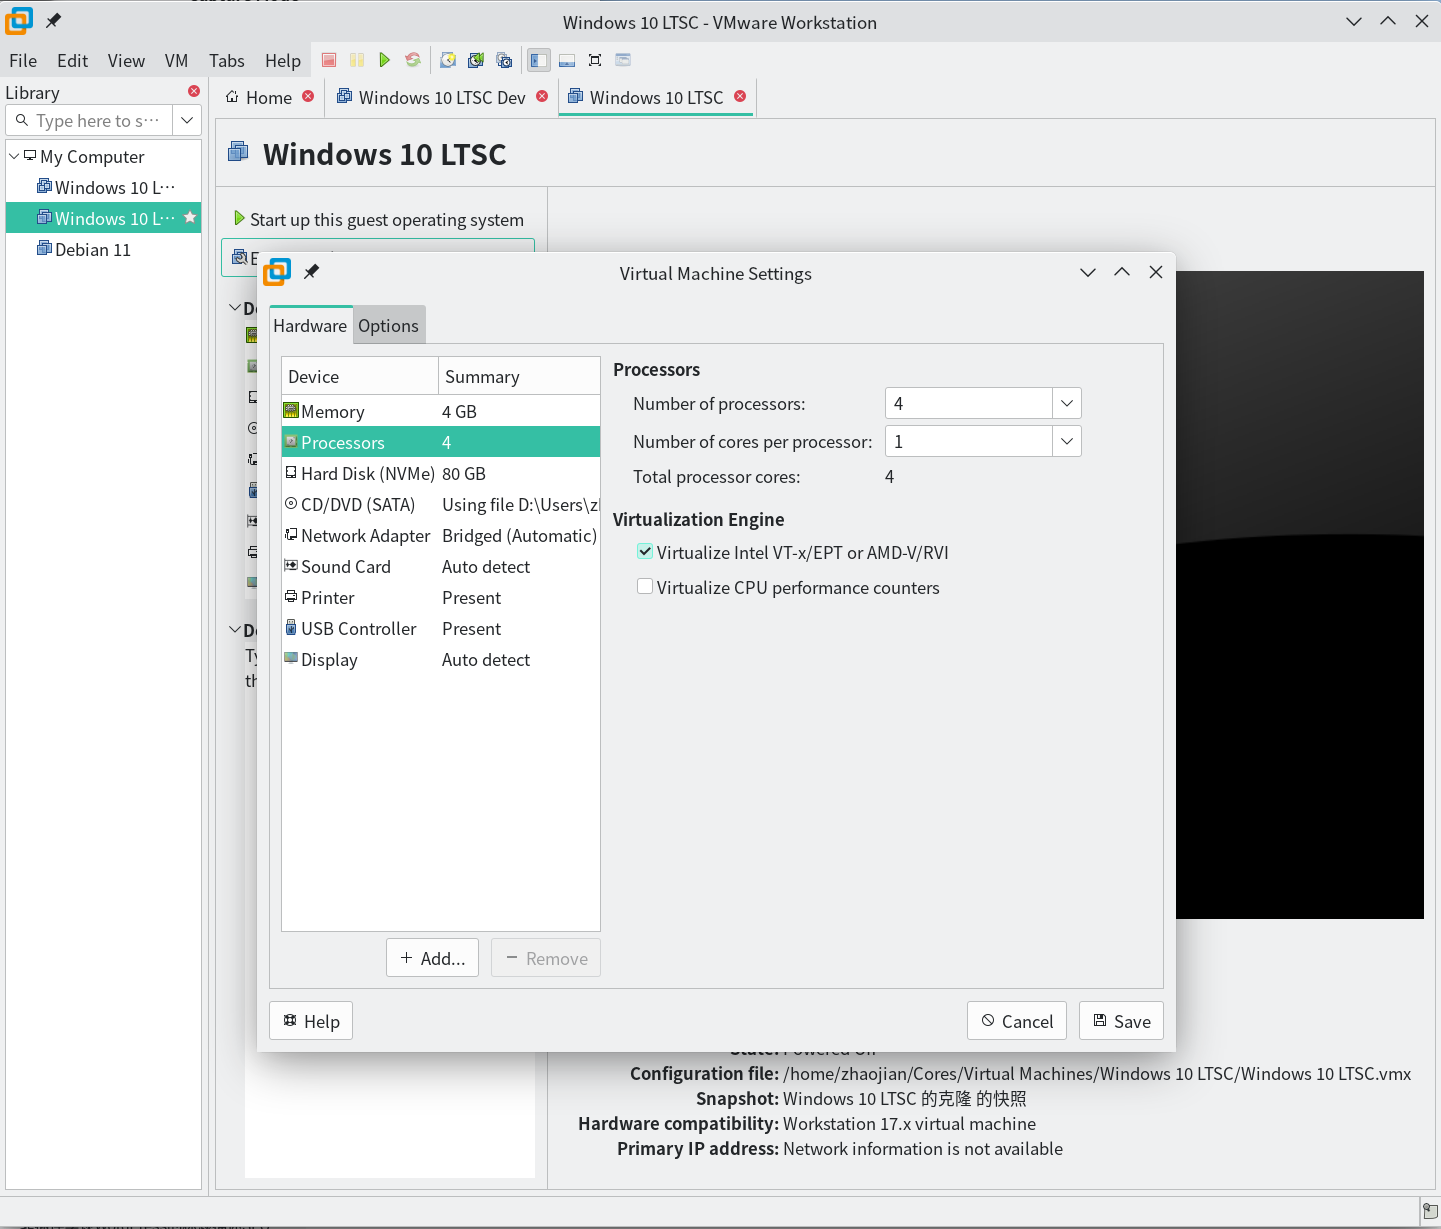 Windows 10 LTSC - VMware Workstation
File Edit View VM Tabs Help
Library
Type here to s···
My Computer
Windows 10 L···
Windows 10 L···
Debian 11
Home
Windows 10 LTSC Dev
Windows 10 LTSC
Windows 10 LTSC
Start up this guest operating system
Virtual Machine Settings
Hardware
Options
Device Summary
Memory 4 GB
Processors 4
Hard Disk (NVMe) 80 GB
CD/DVD (SATA) Using file D:\Users\z
Network Adapter Bridged (Automatic)
Sound Card Auto detect
Printer Present
USB Controller Present
Display Auto detect
Add...
Remove
Processors
Number of processors: 4
Number of cores per processor: 1
Total processor cores: 4
Virtualization Engine
Virtualize Intel VT-x/EPT or AMD-V/RVI
Virtualize CPU performance counters
Help
Cancel
Save
State: Powered Off
Configuration file: /home/zhaojian/Cores/Virtual Machines/Windows 10 LTSC/Windows 10 LTSC.vmx
Snapshot: Windows 10 LTSC 的克隆 的快照
Hardware compatibility: Workstation 17.x virtual machine
Primary IP address: Network information is not available